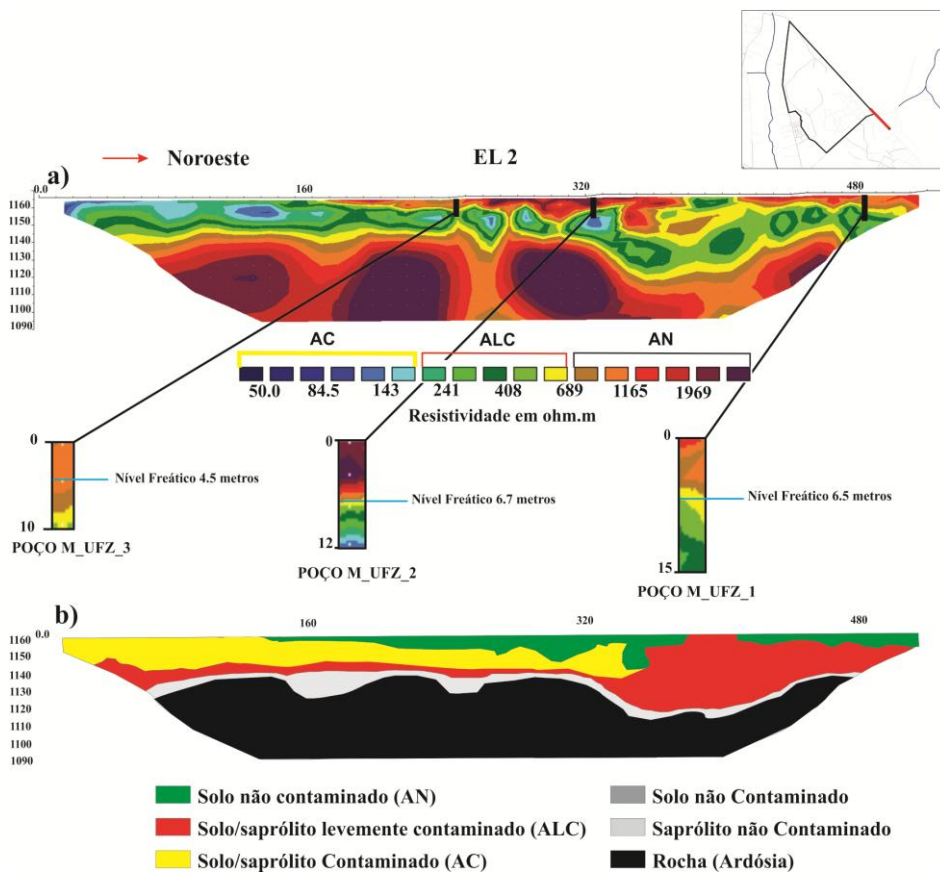 Noroeste EL 2
a)
0.0 160 320 480
1160
1150
1140
1130
1120
1110
1100
1090
AC ALC AN
50.0 84.5 143 241 408 689 1165 1969
Resistividade em ohm.m
0
Nível Freático 4.5 metros
10
POÇO M_UFZ_3
0
Nível Freático 6.7 metros
12
POÇO M_UFZ_2
0
Nível Freático 6.5 metros
15
POÇO M_UFZ_1
b)
0.0 160 320 480
1160
1150
1140
1130
1120
1110
1100
1090
Solo não contaminado (AN)
Solo/saprólito levemente contaminado (ALC)
Solo/saprólito Contaminado (AC)
Solo não Contaminado
Saprólito não Contaminado
Rocha (Ardósia)